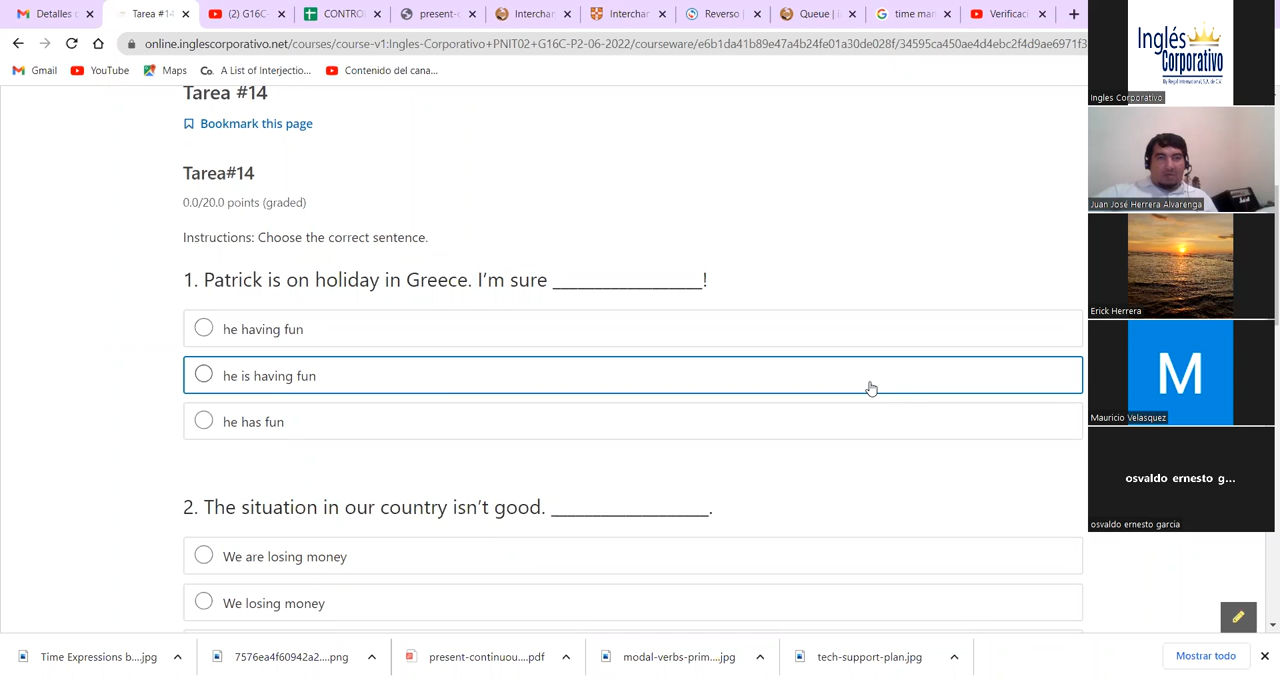 Detalles c
Tarea #14
(2) G16C-
CONTRO
present-e
Interchan
Interchar
Reverso |
Queue | i
time mar
Verificaci
online.inglescorporativo.net/courses/course-v1:Ingles-Corporativo+PNIT02+G16C-P2-06-2022/courseware/e6b1da41b89e47a4b24fe01a30de028f/34595ca450ae4d4ebc2f4d9ae6971f3
Gmail
YouTube
Maps
Co. A List of Interjectio...
Contenido del cana...
Tarea #14
Bookmark this page
Tarea#14
0.0/20.0 points (graded)
Instructions: Choose the correct sentence.
1. Patrick is on holiday in Greece. I’m sure ________________!
he having fun
he is having fun
he has fun
2. The situation in our country isn’t good. _________________.
We are losing money
We losing money
Inglés
Corporativo
Ingles Corporativo
Juan José Herrera Alvarenga
Erick Herrera
M
Mauricio Velasquez
osvaldo ernesto g...
osvaldo ernesto garcia
Time Expressions b....jpg
7576ea4f60942a2....png
present-continuou....pdf
modal-verbs-prim....jpg
tech-support-plan.jpg
Mostrar todo